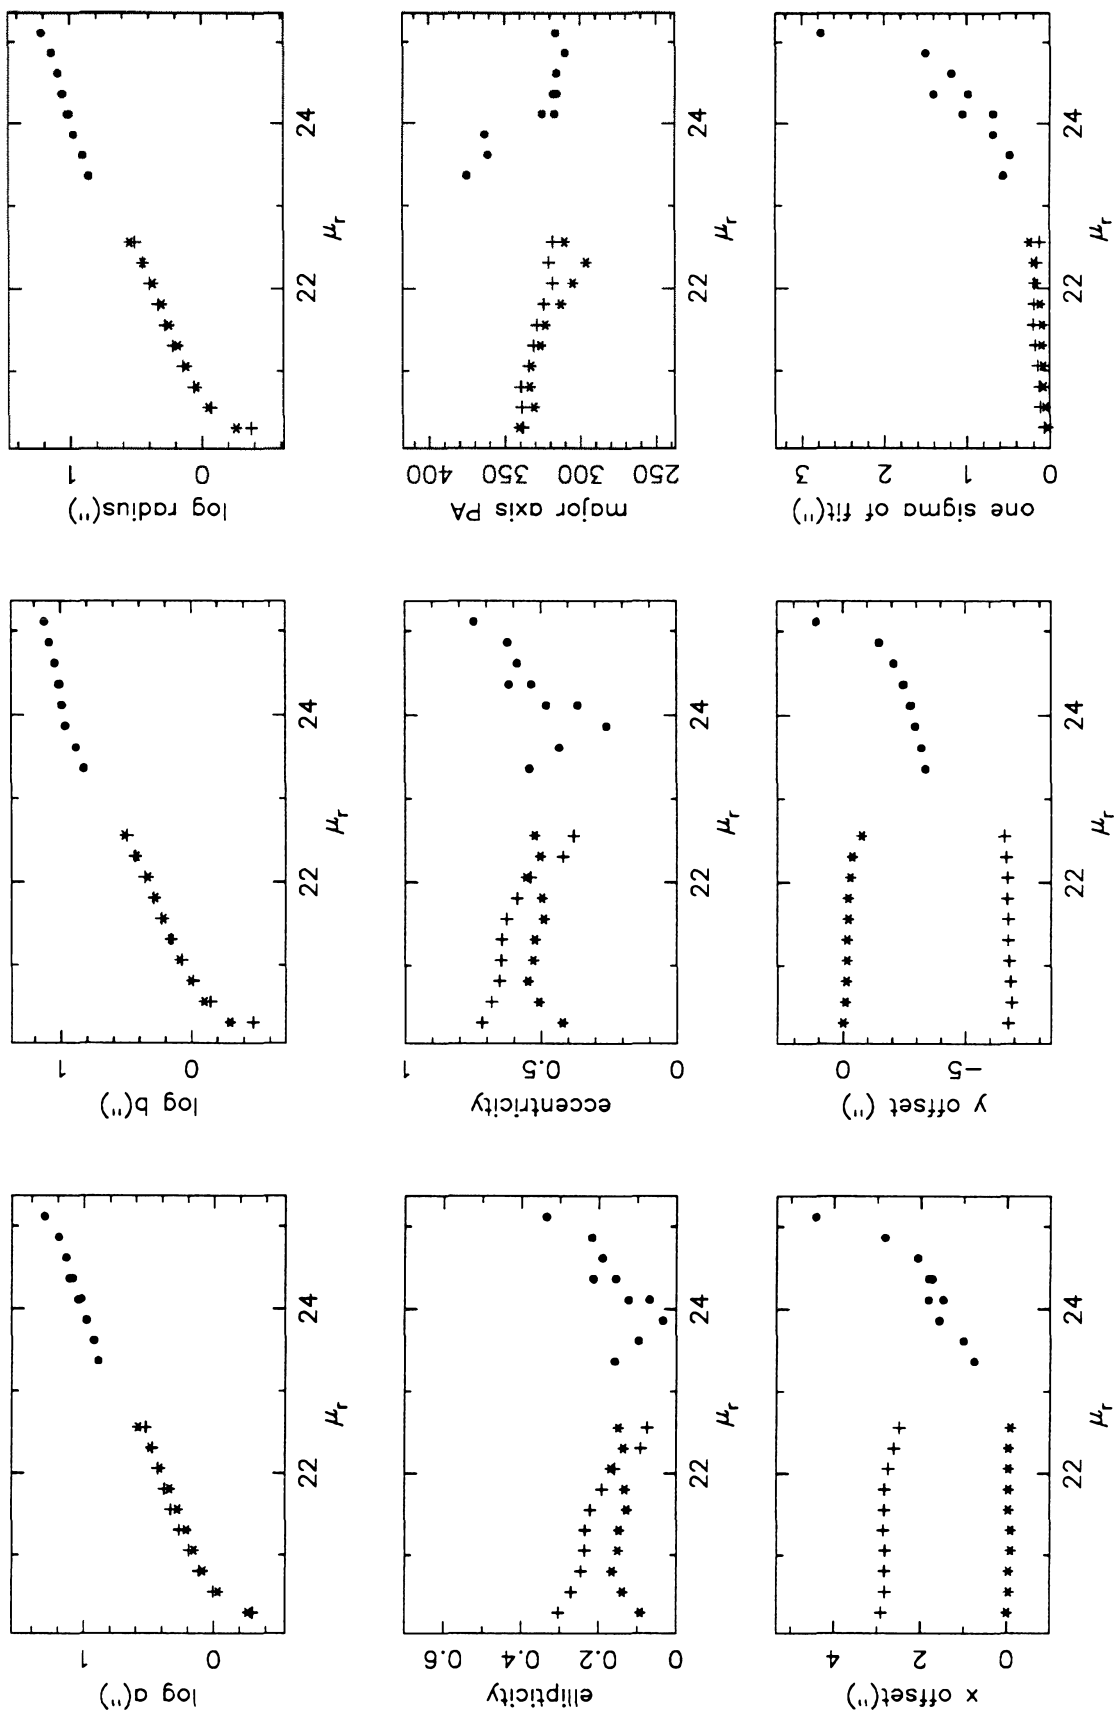 log a(")
1
0
22
24
μr
log b(")
1
0
22
24
μr
log radius(")
1
0
22
24
μr
ellipticity
0.6
0.4
0.2
0
22
24
μr
eccentricity
1
0.5
0
22
24
μr
major axis PA
400
350
300
250
22
24
μr
x offset(")
4
2
0
22
24
μr
y offset (")
0
-5
22
24
μr
one sigma of fit(")
3
2
1
0
22
24
μr